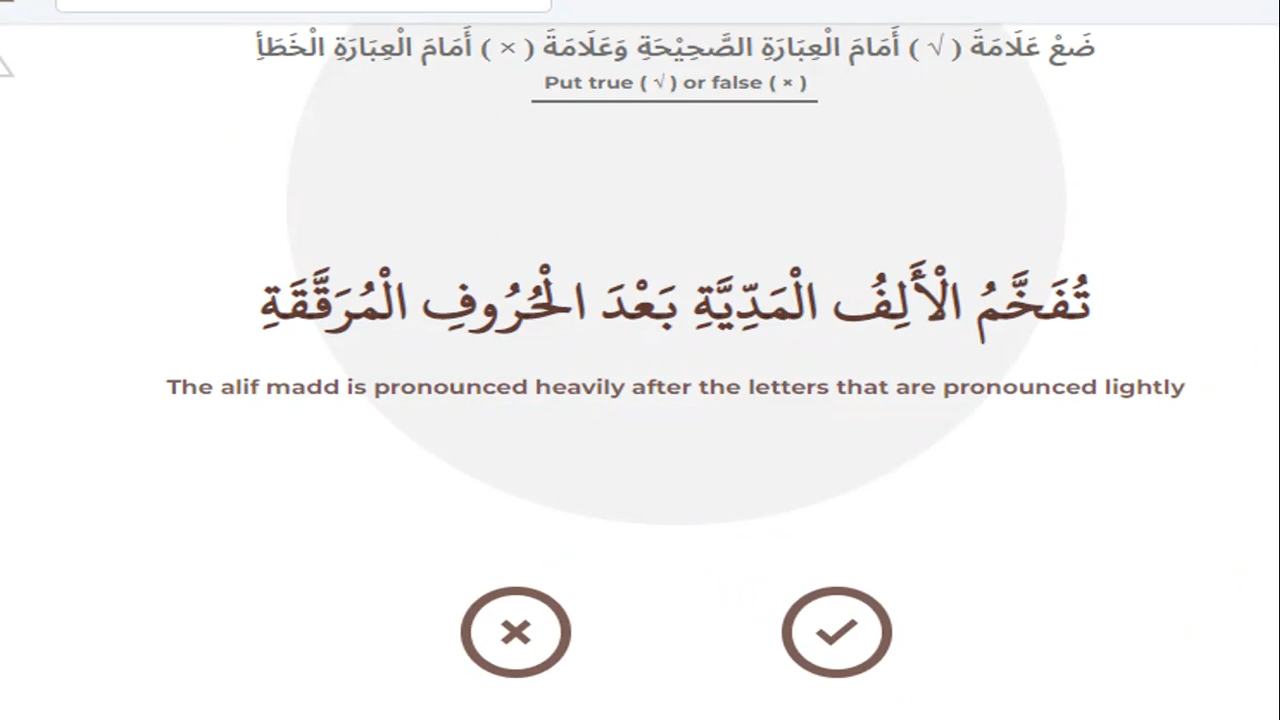 ضَعْ عَلَامَةَ ( √ ) أَمَامَ الْعِبَارَةِ الصَّحِيْحَةِ وَعَلَامَةَ ( × ) أَمَامَ الْعِبَارَةِ الْخَطَأِ
Put true ( √ ) or false ( × )
تُفَخَّمُ الْأَلِفُ الْمَدِّيَّةِ بَعْدَ الْحُرُوفِ الْمُرَقَّقَةِ
The alif madd is pronounced heavily after the letters that are pronounced lightly